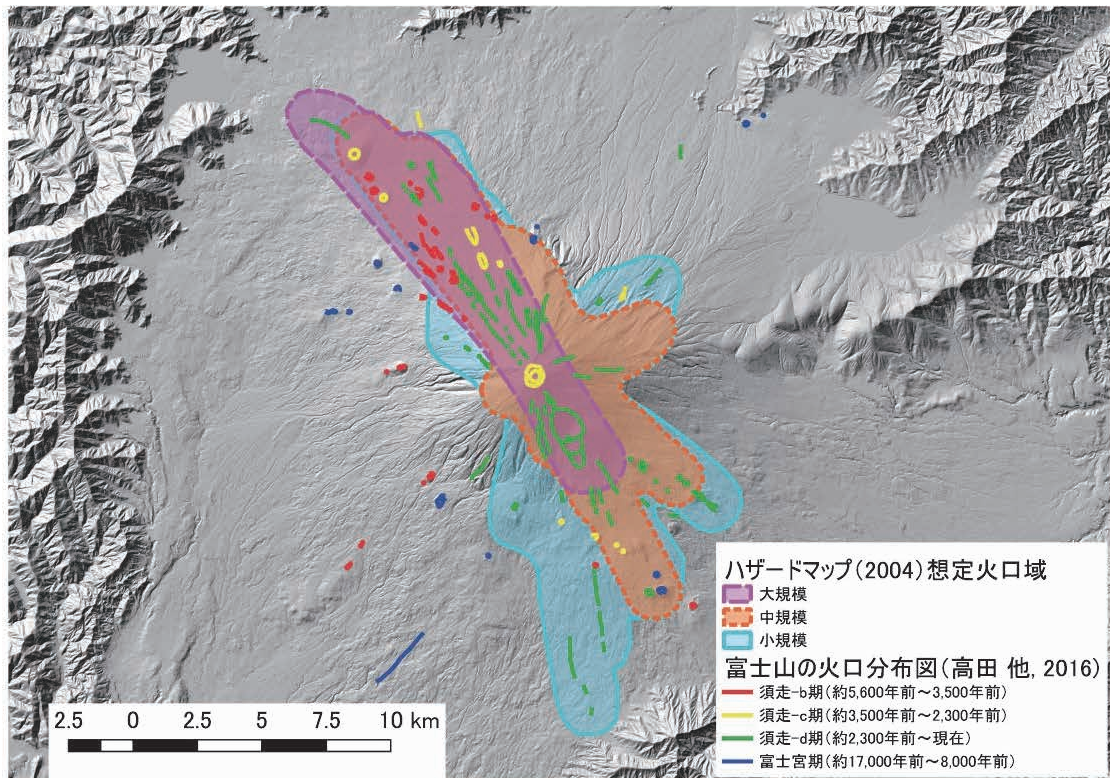 ハザードマップ(2004)想定火口域
大規模
中規模
小規模
富士山の火口分布図(高田 他, 2016)
須走-b期(約5,600年前～3,500年前)
須走-c期(約3,500年前～2,300年前)
須走-d期(約2,300年前～現在)
富士宮期(約17,000年前～8,000年前)
2.5 0 2.5 5 7.5 10 km